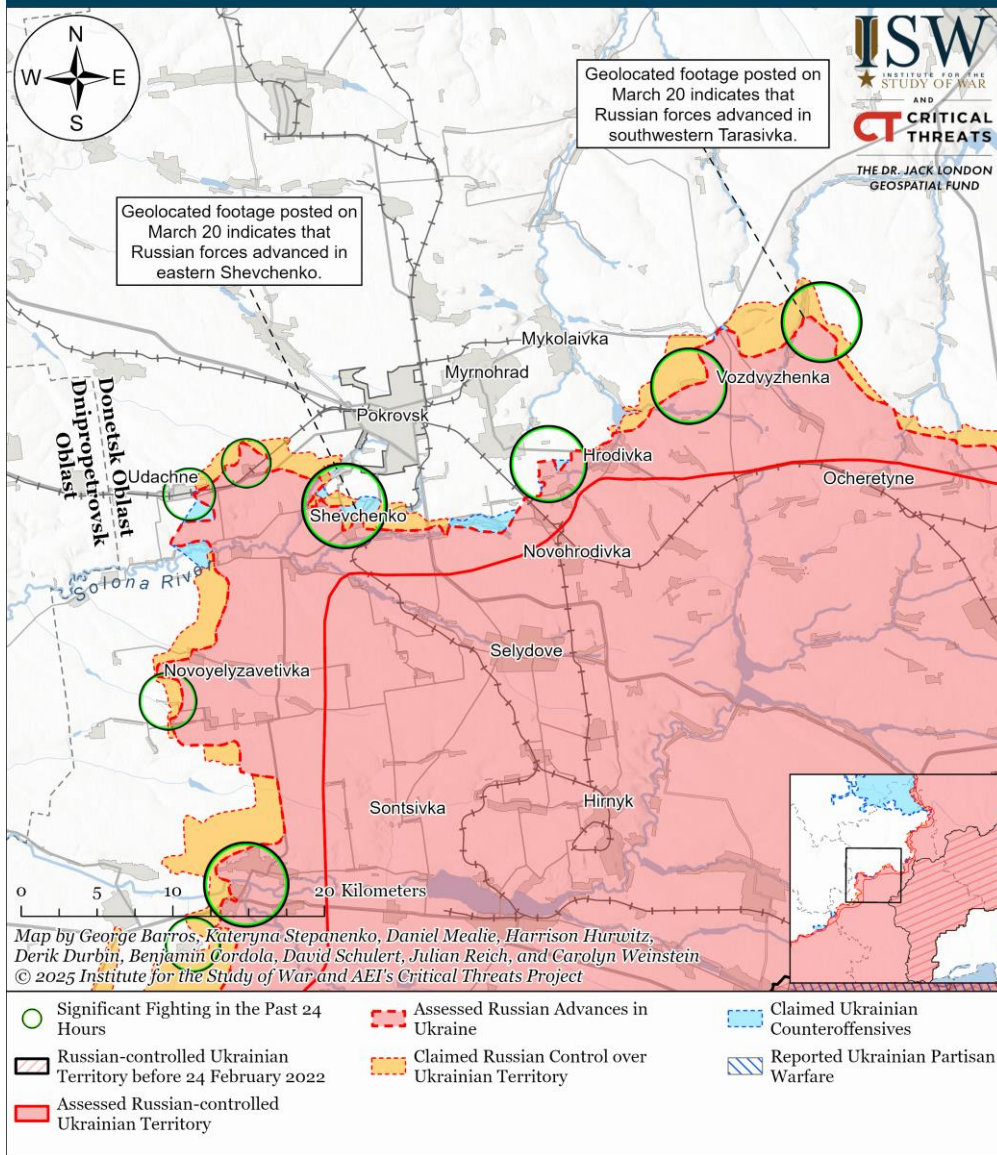 N
W
E
S
ISW
INSTITUTE FOR THE
STUDY OF WAR
AND
CT CRITICAL
THREATS
THE DR. JACK LONDON
GEOSPATIAL FUND
Geolocated footage posted on
March 20 indicates that
Russian forces advanced in
southwestern Tarasivka.
Geolocated footage posted on
March 20 indicates that
Russian forces advanced in
eastern Shevchenko.
Mykolaivka
Myrnohrad
Vozdvyzhenka
Pokrovsk
Donetsk Oblast
Dnipropetrovsk
Oblast
Hrodivka
Udachne
Ocheretyne
Shevchenko
Novohrodivka
Solona River
Selydove
Novoyelyzavetivka
Sontsivka
Hirnyk
0
5
10
20 Kilometers
Map by George Barros, Kateryna Stepanenko, Daniel Mealie, Harrison Hurwitz,
Derik Durbin, Benjamin Cordola, David Schulert, Julian Reich, and Carolyn Weinstein
© 2025 Institute for the Study of War and AEI's Critical Threats Project
Significant Fighting in the Past 24
Hours
Russian-controlled Ukrainian
Territory before 24 February 2022
Assessed Russian-controlled
Ukrainian Territory
Assessed Russian Advances in
Ukraine
Claimed Russian Control over
Ukrainian Territory
Claimed Ukrainian
Counteroffensives
Reported Ukrainian Partisan
Warfare